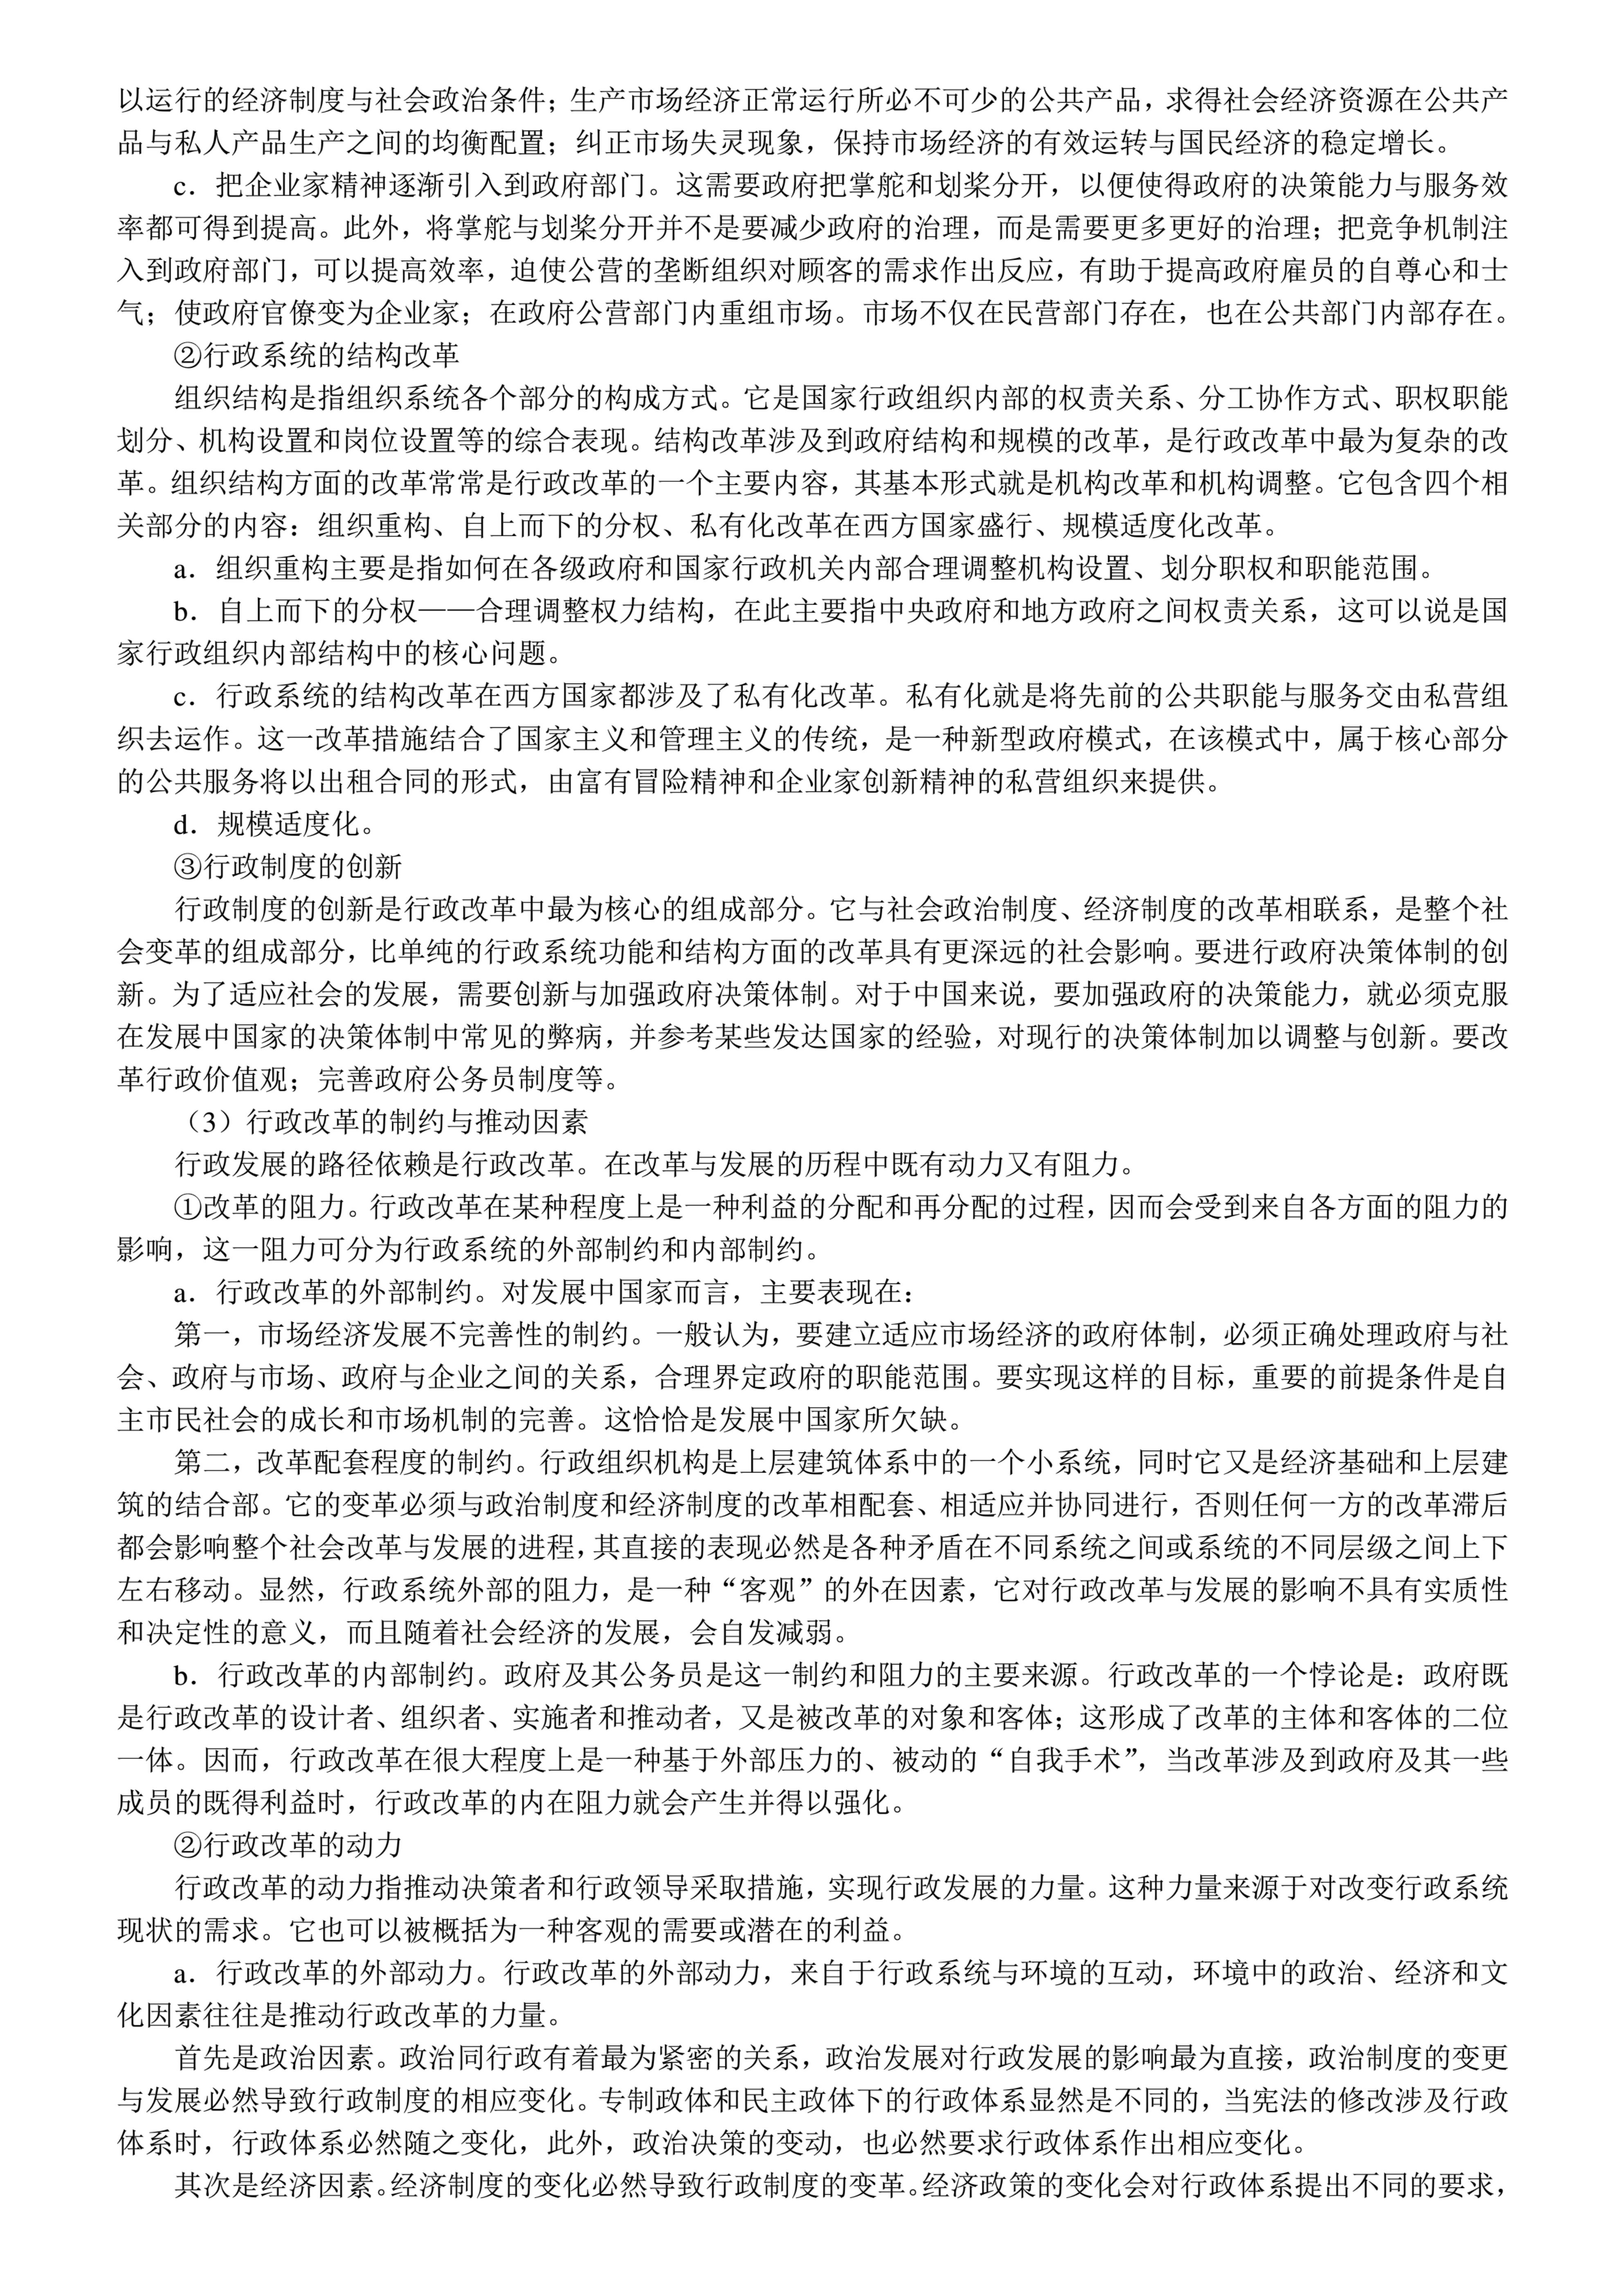 以运行的经济制度与社会政治条件；生产市场经济正常运行所必不可少的公共产品，求得社会经济资源在公共产
品与私人产品生产之间的均衡配置；纠正市场失灵现象，保持市场经济的有效运转与国民经济的稳定增长。
c．把企业家精神逐渐引入到政府部门。这需要政府把掌舵和划桨分开，以便使得政府的决策能力与服务效
率都可得到提高。此外，将掌舵与划桨分开并不是要减少政府的治理，而是需要更多更好的治理；把竞争机制注
入到政府部门，可以提高效率，迫使公营的垄断组织对顾客的需求作出反应，有助于提高政府雇员的自尊心和士
气；使政府官僚变为企业家；在政府公营部门内重组市场。市场不仅在民营部门存在，也在公共部门内部存在。
②行政系统的结构改革
组织结构是指组织系统各个部分的构成方式。它是国家行政组织内部的权责关系、分工协作方式、职权职能
划分、机构设置和岗位设置等的综合表现。结构改革涉及到政府结构和规模的改革，是行政改革中最为复杂的改
革。组织结构方面的改革常常是行政改革的一个主要内容，其基本形式就是机构改革和机构调整。它包含四个相
关部分的内容：组织重构、自上而下的分权、私有化改革在西方国家盛行、规模适度化改革。
a．组织重构主要是指如何在各级政府和国家行政机关内部合理调整机构设置、划分职权和职能范围。
b．自上而下的分权——合理调整权力结构，在此主要指中央政府和地方政府之间权责关系，这可以说是国
家行政组织内部结构中的核心问题。
c．行政系统的结构改革在西方国家都涉及了私有化改革。私有化就是将先前的公共职能与服务交由私营组
织去运作。这一改革措施结合了国家主义和管理主义的传统，是一种新型政府模式，在该模式中，属于核心部分
的公共服务将以出租合同的形式，由富有冒险精神和企业家创新精神的私营组织来提供。
d．规模适度化。
③行政制度的创新
行政制度的创新是行政改革中最为核心的组成部分。它与社会政治制度、经济制度的改革相联系，是整个社
会变革的组成部分，比单纯的行政系统功能和结构方面的改革具有更深远的社会影响。要进行政府决策体制的创
新。为了适应社会的发展，需要创新与加强政府决策体制。对于中国来说，要加强政府的决策能力，就必须克服
在发展中国家的决策体制中常见的弊病，并参考某些发达国家的经验，对现行的决策体制加以调整与创新。要改
革行政价值观；完善政府公务员制度等。
（3）行政改革的制约与推动因素
行政发展的路径依赖是行政改革。在改革与发展的历程中既有动力又有阻力。
①改革的阻力。行政改革在某种程度上是一种利益的分配和再分配的过程，因而会受到来自各方面的阻力的
影响，这一阻力可分为行政系统的外部制约和内部制约。
a．行政改革的外部制约。对发展中国家而言，主要表现在：
第一，市场经济发展不完善性的制约。一般认为，要建立适应市场经济的政府体制，必须正确处理政府与社
会、政府与市场、政府与企业之间的关系，合理界定政府的职能范围。要实现这样的目标，重要的前提条件是自
主市民社会的成长和市场机制的完善。这恰恰是发展中国家所欠缺。
第二，改革配套程度的制约。行政组织机构是上层建筑体系中的一个小系统，同时它又是经济基础和上层建
筑的结合部。它的变革必须与政治制度和经济制度的改革相配套、相适应并协同进行，否则任何一方的改革滞后
都会影响整个社会改革与发展的进程，其直接的表现必然是各种矛盾在不同系统之间或系统的不同层级之间上下
左右移动。显然，行政系统外部的阻力，是一种“客观”的外在因素，它对行政改革与发展的影响不具有实质性
和决定性的意义，而且随着社会经济的发展，会自发减弱。
b．行政改革的内部制约。政府及其公务员是这一制约和阻力的主要来源。行政改革的一个悖论是：政府既
是行政改革的设计者、组织者、实施者和推动者，又是被改革的对象和客体；这形成了改革的主体和客体的二位
一体。因而，行政改革在很大程度上是一种基于外部压力的、被动的“自我手术”，当改革涉及到政府及其一些
成员的既得利益时，行政改革的内在阻力就会产生并得以强化。
②行政改革的动力
行政改革的动力指推动决策者和行政领导采取措施，实现行政发展的力量。这种力量来源于对改变行政系统
现状的需求。它也可以被概括为一种客观的需要或潜在的利益。
a．行政改革的外部动力。行政改革的外部动力，来自于行政系统与环境的互动，环境中的政治、经济和文
化因素往往是推动行政改革的力量。
首先是政治因素。政治同行政有着最为紧密的关系，政治发展对行政发展的影响最为直接，政治制度的变更
与发展必然导致行政制度的相应变化。专制政体和民主政体下的行政体系显然是不同的，当宪法的修改涉及行政
体系时，行政体系必然随之变化，此外，政治决策的变动，也必然要求行政体系作出相应变化。
其次是经济因素。经济制度的变化必然导致行政制度的变革。经济政策的变化会对行政体系提出不同的要求，